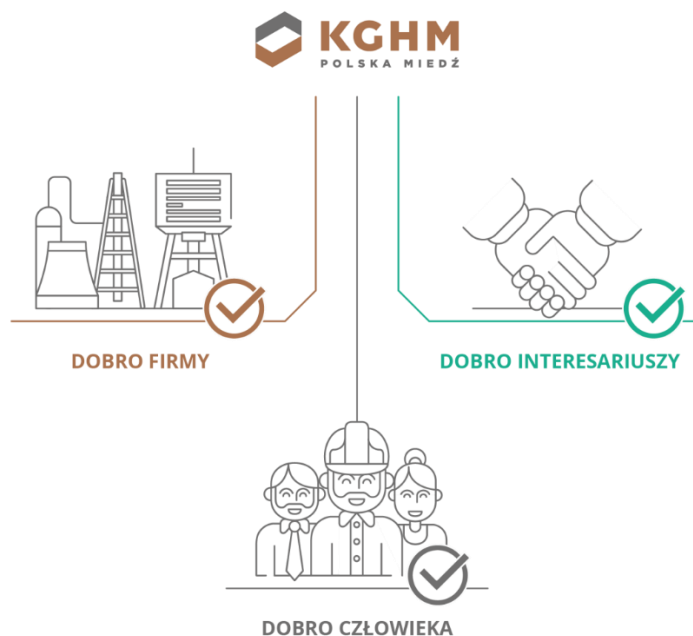 KGHM
POLSKA MIEDŹ
DOBRO FIRMY
DOBRO INTERESARIUSZY
DOBRO CZŁOWIEKA